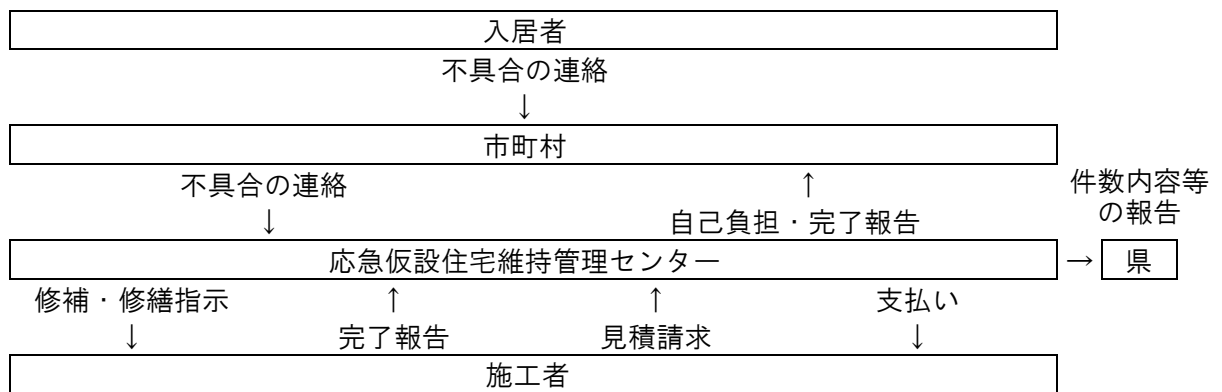 入居者
不具合の連絡
↓
市町村
不具合の連絡
↓
↑
自己負担・完了報告
件数内容等
の報告
応急仮設住宅維持管理センター
→
県
修補・修繕指示
↓
↑
完了報告
↑
見積請求
支払い
↓
施工者